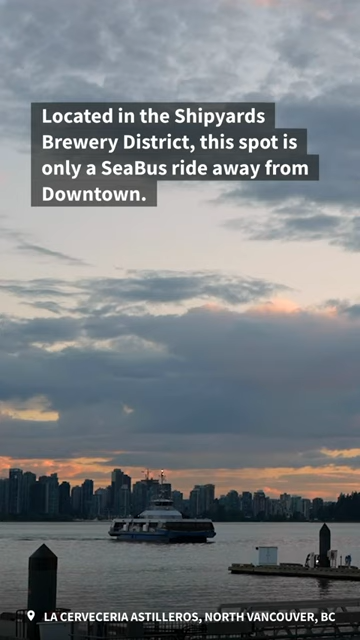 Located in the Shipyards
Brewery District, this spot is
only a SeaBus ride away from
Downtown.
LA CERVECERIA ASTILLEROS, NORTH VANCOUVER, BC